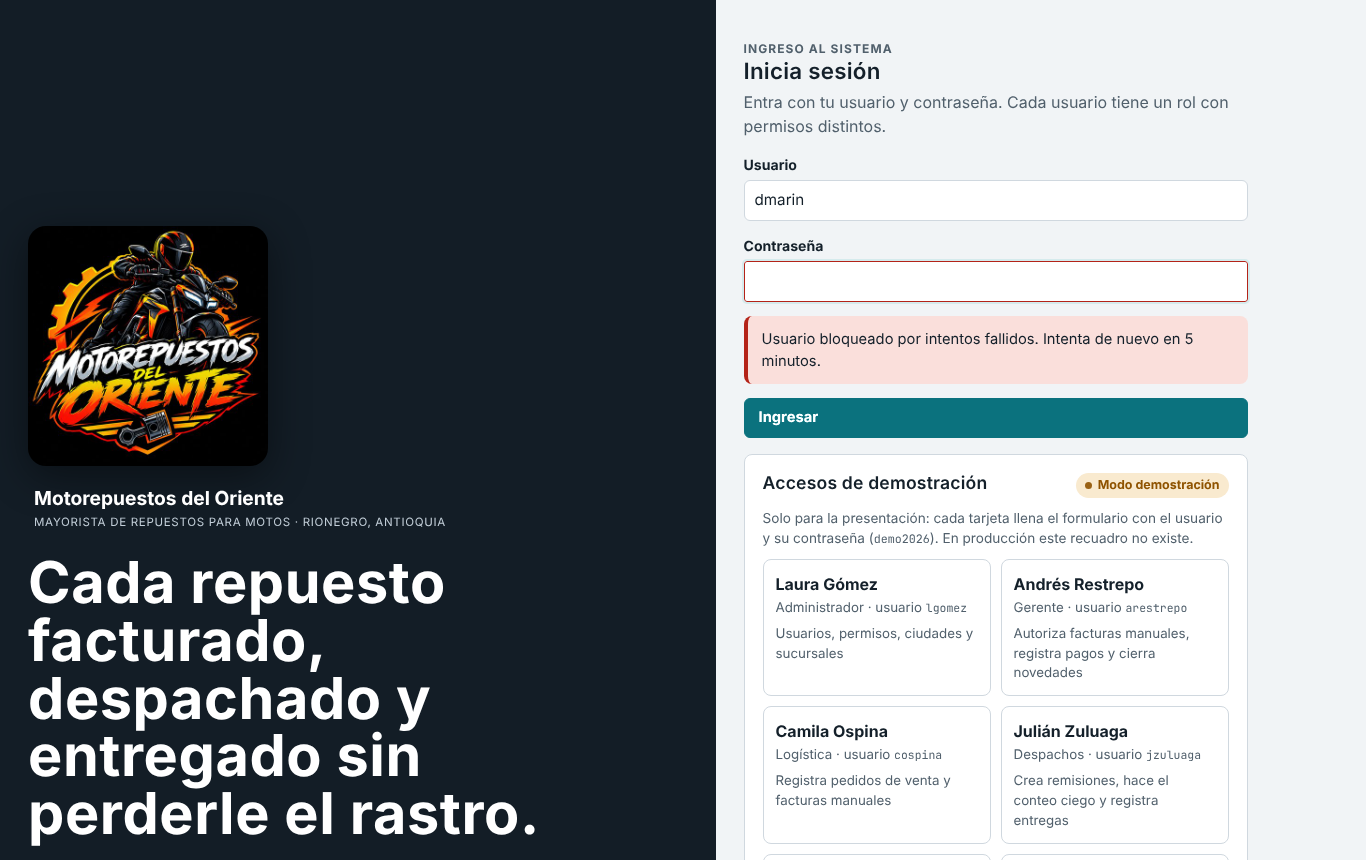 MOTOREPUESTOS
DEL
ORIENTE
Motorepuestos del Oriente
MAYORISTA DE REPUESTOS PARA MOTOS · RIONEGRO, ANTIOQUIA
Cada repuesto
facturado,
despachado y
entregado sin
perderle el rastro.
INGRESO AL SISTEMA
Inicia sesión
Entra con tu usuario y contraseña. Cada usuario tiene un rol con
permisos distintos.
Usuario
dmarin
Contraseña
Usuario bloqueado por intentos fallidos. Intenta de nuevo en 5
minutos.
Ingresar
Accesos de demostración
Modo demostración
Solo para la presentación: cada tarjeta llena el formulario con el usuario
y su contraseña (demo2026). En producción este recuadro no existe.
Laura Gómez
Administrador · usuario lgomez
Usuarios, permisos, ciudades y
sucursales
Andrés Restrepo
Gerente · usuario arestrepo
Autoriza facturas manuales,
registra pagos y cierra
novedades
Camila Ospina
Logística · usuario cospina
Registra pedidos de venta y
facturas manuales
Julián Zuluaga
Despachos · usuario jzuluaga
Crea remisiones, hace el
conteo ciego y registra
entregas